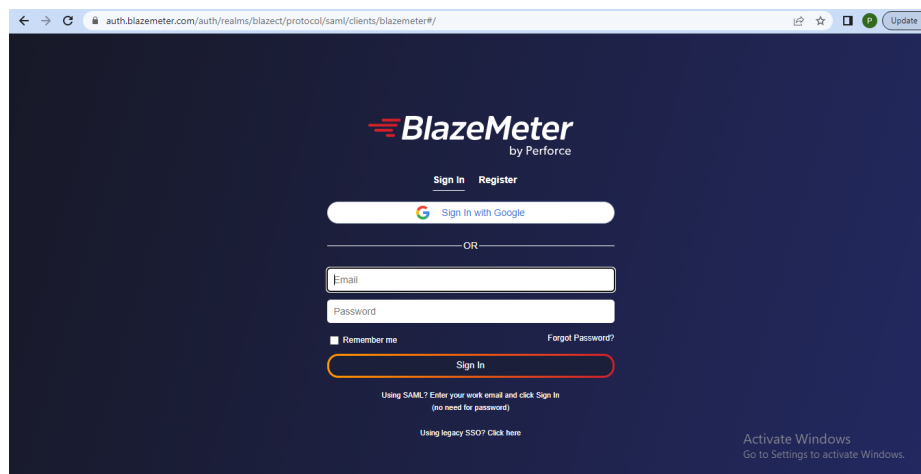 auth.blazemeter.com/auth/realms/blazect/protocol/saml/clients/blazemeter#/
P
Update
BlazeMeter
by Perforce
Sign In Register
Sign In with Google
OR
Email
Password
Remember me Forgot Password?
Sign In
Using SAML? Enter your work email and click Sign In
(no need for password)
Using legacy SSO? Click here
Activate Windows
Go to Settings to activate Windows.